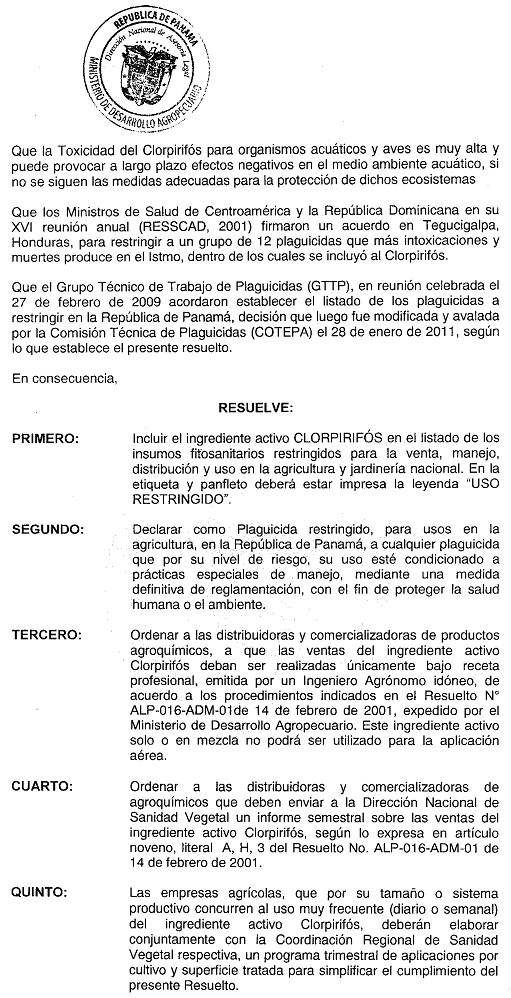 REPUBLICA DE PANAMA
Dirección Nacional de Asesoría Legal
MINISTERIO DE DESARROLLO AGROPECUARIO
Que la Toxicidad del Clorpirifós para organismos acuáticos y aves es muy alta y
puede provocar a largo plazo efectos negativos en el medio ambiente acuático, si
no se siguen las medidas adecuadas para la protección de dichos ecosistemas
Que los Ministros de Salud de Centroamérica y la República Dominicana en su
XVI reunión anual (RESSCAD, 2001) firmaron un acuerdo en Tegucigalpa,
Honduras, para restringir a un grupo de 12 plaguicidas que más intoxicaciones y
muertes produce en el Istmo, dentro de los cuales se incluyó al Clorpirifós.
Que el Grupo Técnico de Trabajo de Plaguicidas (GTTP), en reunión celebrada el
27 de febrero de 2009 acordaron establecer el listado de los plaguicidas a
restringir en la República de Panamá, decisión que luego fue modificada y avalada
por la Comisión Técnica de Plaguicidas (COTEPA) el 28 de enero de 2011, según
lo que establece el presente resuelto.
En consecuencia,
RESUELVE:
PRIMERO: Incluir el ingrediente activo CLORPIRIFÓS en el listado de los
insumos fitosanitarios restringidos para la venta, manejo,
distribución y uso en la agricultura y jardinería nacional. En la
etiqueta y panfleto deberá estar impresa la leyenda “USO
RESTRINGIDO”.
SEGUNDO: Declarar como Plaguicida restringido, para usos en la
agricultura, en la República de Panamá, a cualquier plaguicida
que por su nivel de riesgo, su uso esté condicionado a
prácticas especiales de manejo, mediante una medida
definitiva de reglamentación, con el fin de proteger la salud
humana o el ambiente.
TERCERO: Ordenar a las distribuidoras y comercializadoras de productos
agroquímicos, a que las ventas del ingrediente activo
Clorpirifós deban ser realizadas únicamente bajo receta
profesional, emitida por un Ingeniero Agrónomo idóneo, de
acuerdo a los procedimientos indicados en el Resuelto N°
ALP-016-ADM-01de 14 de febrero de 2001, expedido por el
Ministerio de Desarrollo Agropecuario. Este ingrediente activo
solo o en mezcla no podrá ser utilizado para la aplicación
aérea.
CUARTO: Ordenar a las distribuidoras y comercializadoras de
agroquímicos que deben enviar a la Dirección Nacional de
Sanidad Vegetal un informe semestral sobre las ventas del
ingrediente activo Clorpirifós, según lo expresa en artículo
noveno, literal A, H, 3 del Resuelto No. ALP-016-ADM-01 de
14 de febrero de 2001.
QUINTO: Las empresas agrícolas, que por su tamaño o sistema
productivo concurren al uso muy frecuente (diario o semanal)
del ingrediente activo Clorpirifós, deberán elaborar
conjuntamente con la Coordinación Regional de Sanidad
Vegetal respectiva, un programa trimestral de aplicaciones por
cultivo y superficie tratada para simplificar el cumplimiento del
presente Resuelto.